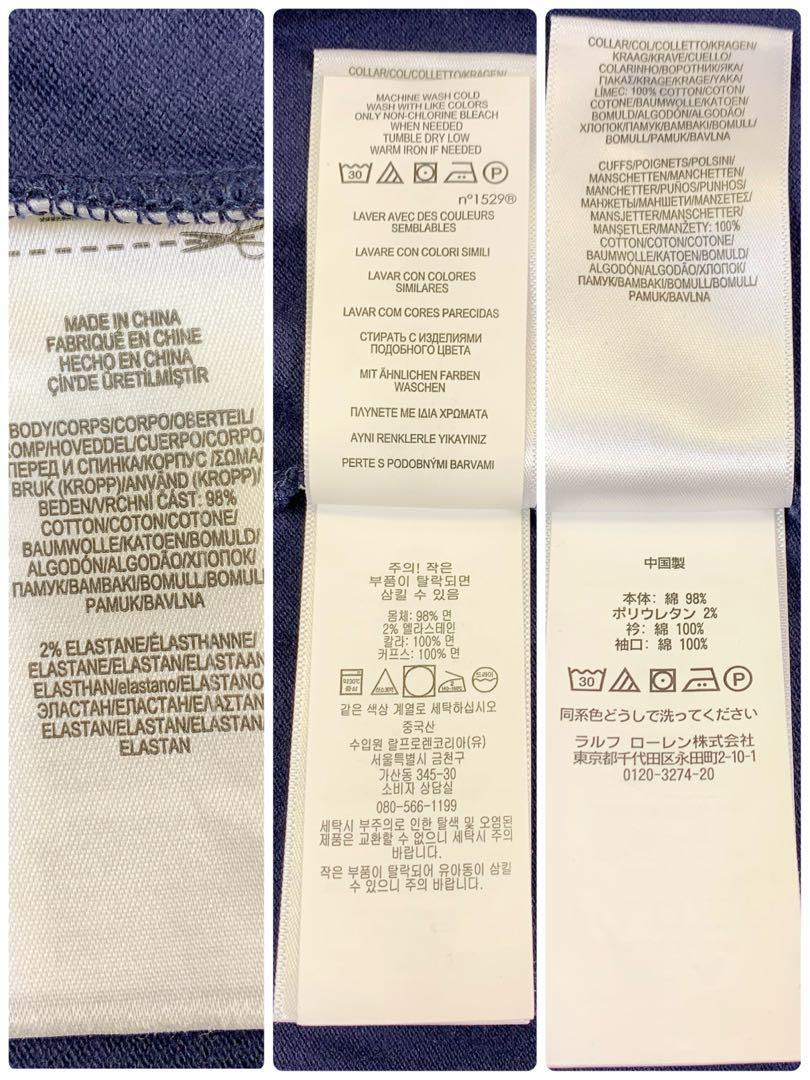 MADE IN CHINA
FABRIQUÉ EN CHINE
HECHO EN CHINA
ÇIN'DE ÜRETILMIŞTIR
BODY/CORPS/CORPO/OBERTEIL/
ROMP/HOVEDDEL/CUERPO/CORPO
ПЕРЕД И СПИНКА/КОРПУС /ΣΩΜΑ/
BRUK (KROPP)/ANVÄND (KROPP)/
BEDEN/VRCHNÍ ČÁST: 98%
COTTON/COTON/COTONE/
BAUMWOLLE/KATOEN/BOMULD/
ALGODÓN/ALGODÃO/ХЛОПОК/
ПАМУК/ΒΑΜΒΑΚΙ/BOMULL/BOMULL
PAMUK/BAVLNA
2% ELASTANE/ÉLASTHANNE/
ELASTANE/ELASTAN/ELASTAAN
ELASTHAN/elastano/ELASTANO
ЭЛАСТАН/ЕЛАСТАН/ΕΛΑΣΤΑΝ
ELASTAN/ELASTAN/ELASTAN
ELASTAN
COLLAR/COL/COLLETTO/KRAGEN/
MACHINE WASH COLD
WASH WITH LIKE COLORS
ONLY NON-CHLORINE BLEACH
WHEN NEEDED
TUMBLE DRY LOW
WARM IRON IF NEEDED
30 P
nº1529®
LAVER AVEC DES COULEURS
SEMBLABLES
LAVARE CON COLORI SIMILI
LAVAR CON COLORES
SIMILARES
LAVAR COM CORES PARECIDAS
СТИРАТЬ С ИЗДЕЛИЯМИ
ПОДОБНОГО ЦВЕТА
MIT ÄHNLICHEN FARBEN
WASCHEN
ΠΛΥΝΕΤΕ ΜΕ ΙΔΙΑ ΧΡΩΜΑΤΑ
AYNI RENKLERLE YIKAYINIZ
PERTE S PODOBNÝMI BARVAMI
주의! 작은
부품이 탈락되면
삼킬 수 있음
몸체: 98% 면
2% 엘라스테인
칼라: 100% 면
커프스: 100% 면
약30℃
중성
드라이
같은 색상 계열로 세탁하십시오
중국산
수입원 랄프로렌코리아(유)
서울특별시 금천구
가산동 345-30
소비자 상담실
080-566-1199
세탁시 부주의로 인한 탈색 및 오염된
제품은 교환할 수 없으니 세탁시 주의
바랍니다.
작은 부품이 탈락되어 유아동이 삼킬
수 있으니 주의 바랍니다.
COLLAR/COL/COLLETTO/KRAGEN/
KRAAG/KRAVE/CUELLO/
COLARINHO/ВОРОТНИК/ЯКА/
ΓΙΑΚΑΣ/KRAGE/KRAGE/YAKA/
LÍMEC: 100% COTTON/COTON/
COTONE/BAUMWOLLE/KATOEN/
BOMULD/ALGODÓN/ALGODÃO/
ХЛОПОК/ПАМУК/ΒΑΜΒΑΚΙ/BOMULL/
BOMULL/PAMUK/BAVLNA
CUFFS/POIGNETS/POLSINI/
MANSCHETTEN/MANCHETTEN/
MANCHETTER/PUÑOS/PUNHOS/
МАНЖЕТЫ/МАНШЕТИ/ΜΑΝΣΕΤΕΣ/
MANSJETTER/MANSCHETTER/
MANŞETLER/MANŽETY: 100%
COTTON/COTON/COTONE/
BAUMWOLLE/KATOEN/BOMULD/
ALGODÓN/ALGODÃO/ХЛОПОК/
ПАМУК/ΒΑΜΒΑΚΙ/BOMULL/BOMULL/
PAMUK/BAVLNA
中国製
本体: 綿 98%
ポリウレタン 2%
衿: 綿 100%
袖口: 綿 100%
30 P
同系色どうしで洗ってください
ラルフ ローレン株式会社
東京都千代田区永田町2-10-1
0120-3274-20